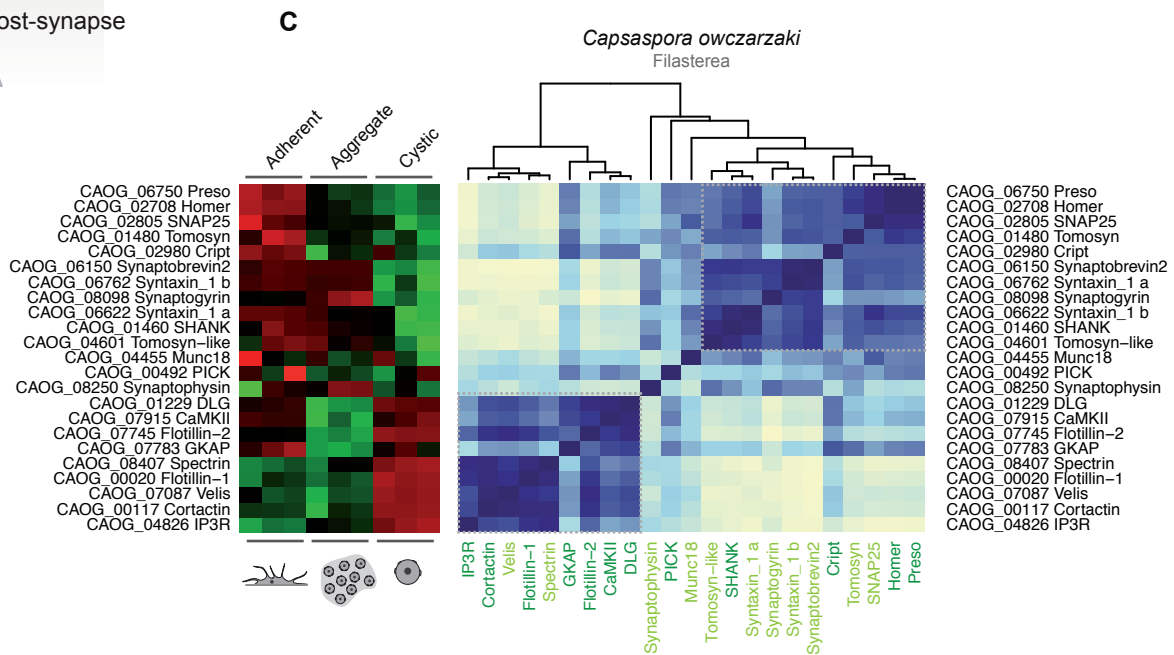 ost-synapse
C
Capsaspora owczarzaki
Filasterea
Adherent
Aggregate
Cystic
CAOG_06750 Preso
CAOG_02708 Homer
CAOG_02805 SNAP25
CAOG_01480 Tomosyn
CAOG_02980 Cript
CAOG_06150 Synaptobrevin2
CAOG_06762 Syntaxin_1 b
CAOG_08098 Synaptogyrin
CAOG_06622 Syntaxin_1 a
CAOG_01460 SHANK
CAOG_04601 Tomosyn-like
CAOG_04455 Munc18
CAOG_00492 PICK
CAOG_08250 Synaptophysin
CAOG_01229 DLG
CAOG_07915 CaMKII
CAOG_07745 Flotillin-2
CAOG_07783 GKAP
CAOG_08407 Spectrin
CAOG_00020 Flotillin-1
CAOG_07087 Velis
CAOG_00117 Cortactin
CAOG_04826 IP3R
CAOG_06750 Preso
CAOG_02708 Homer
CAOG_02805 SNAP25
CAOG_01480 Tomosyn
CAOG_02980 Cript
CAOG_06150 Synaptobrevin2
CAOG_06762 Syntaxin_1 a
CAOG_08098 Synaptogyrin
CAOG_06622 Syntaxin_1 b
CAOG_01460 SHANK
CAOG_04601 Tomosyn-like
CAOG_04455 Munc18
CAOG_00492 PICK
CAOG_08250 Synaptophysin
CAOG_01229 DLG
CAOG_07915 CaMKII
CAOG_07745 Flotillin-2
CAOG_07783 GKAP
CAOG_08407 Spectrin
CAOG_00020 Flotillin-1
CAOG_07087 Velis
CAOG_00117 Cortactin
CAOG_04826 IP3R
IP3R
Cortactin
Velis
Flotillin-1
Spectrin
GKAP
Flotillin-2
CaMKII
DLG
Synaptophysin
PICK
Munc18
Tomosyn-like
SHANK
Syntaxin_1 a
Synaptogyrin
Syntaxin_1 b
Synaptobrevin2
Cript
Tomosyn
SNAP25
Homer
Preso